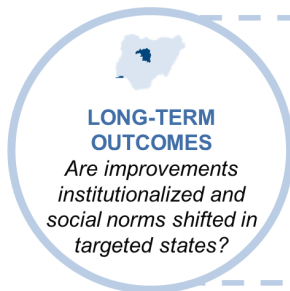 LONG-TERM
OUTCOMES
Are improvements
institutionalized and
social norms shifted in
targeted states?